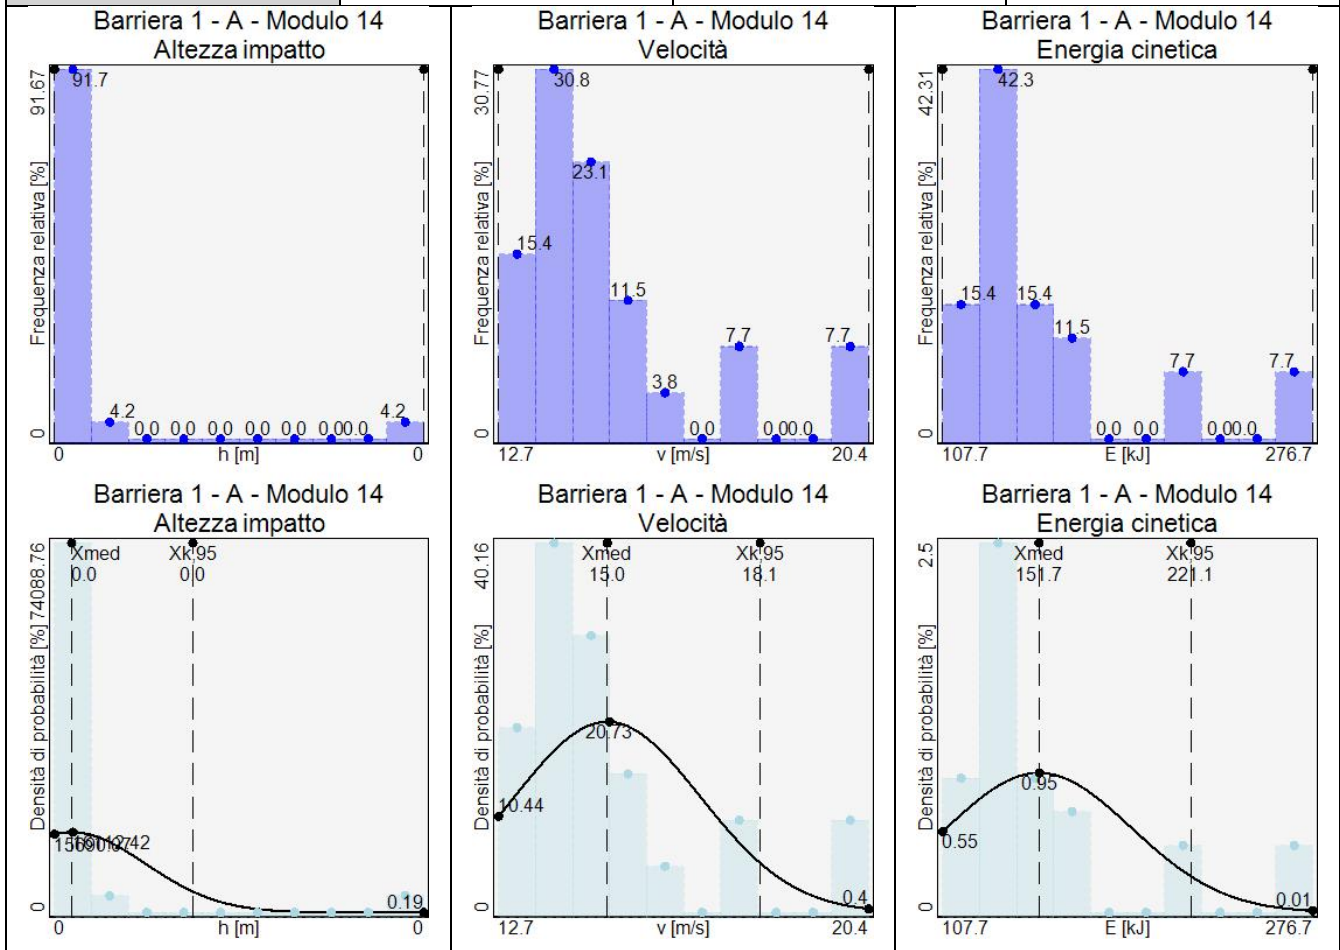 Barriera 1 - A - Modulo 14
Altezza impatto
91.67
91.7
4.2
0.0 0.0 0.0 0.0 0.0 0.0 0.0
4.2
Frequenza relativa [%]
0
0 h [m] 0
Barriera 1 - A - Modulo 14
Velocità
30.77
30.8
23.1
15.4
11.5
3.8
0.0
7.7
0.0 0.0
7.7
Frequenza relativa [%]
0
12.7 v [m/s] 20.4
Barriera 1 - A - Modulo 14
Energia cinetica
42.31
42.3
15.4
15.4
11.5
0.0 0.0
7.7
0.0 0.0
7.7
Frequenza relativa [%]
0
107.7 E [kJ] 276.7
Barriera 1 - A - Modulo 14
Altezza impatto
74088.76
Xmed Xk,95
0.0 0.0
Densità di probabilità [%]
0.19
0
0 h [m] 0
Barriera 1 - A - Modulo 14
Velocità
40.16
Xmed Xk,95
15.0 18.1
20.73
10.44
0.4
Densità di probabilità [%]
0
12.7 v [m/s] 20.4
Barriera 1 - A - Modulo 14
Energia cinetica
2.5
Xmed Xk,95
151.7 221.1
0.95
0.55
0.01
Densità di probabilità [%]
0
107.7 E [kJ] 276.7